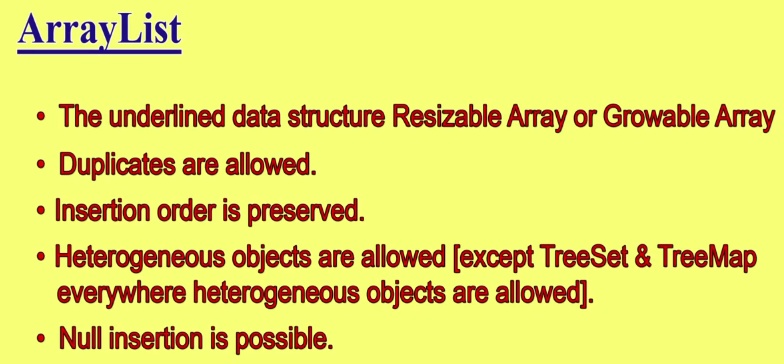 ArrayList
• The underlined data structure Resizable Array or Growable Array
• Duplicates are allowed.
• Insertion order is preserved.
• Heterogeneous objects are allowed [except TreeSet & TreeMap
everywhere heterogeneous objects are allowed].
• Null insertion is possible.